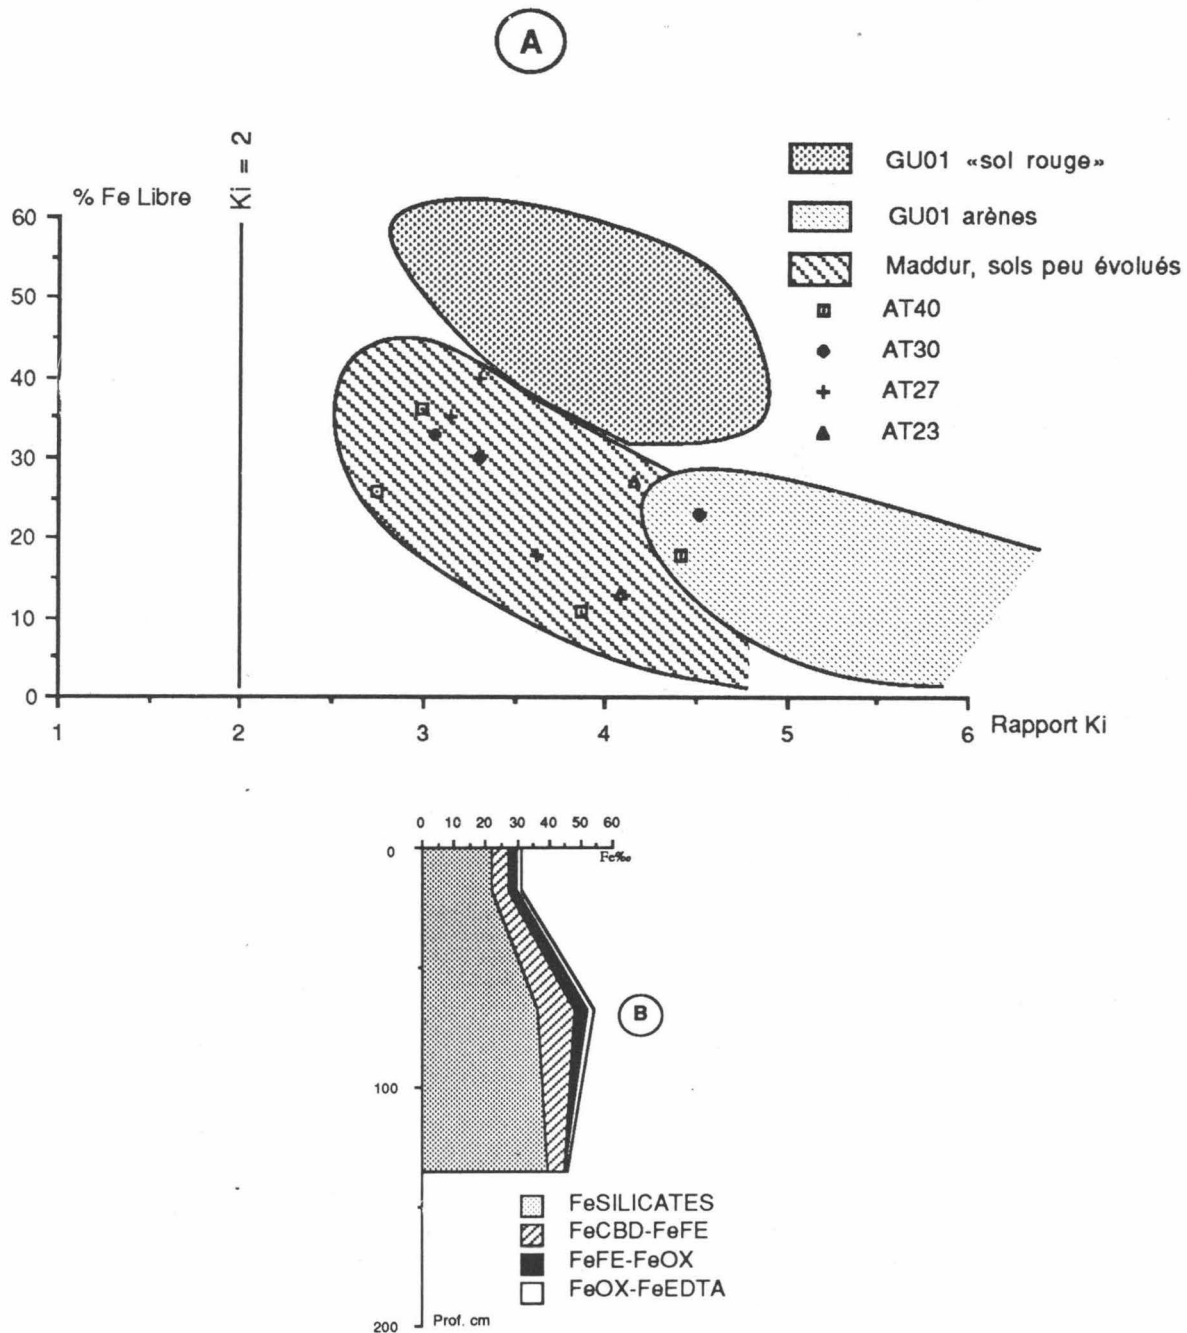 A
Ki = 2
% Fe Libre
GU01 «sol rouge»
GU01 arènes
Maddur, sols peu évolués
AT40
AT30
AT27
AT23
60
50
40
30
20
10
0
1 2 3 4 5 6
Rapport Ki
0 10 20 30 40 50 60
Fe‰
0
B
100
FeSILICATES
FeCBD-FeFE
FeFE-FeOX
FeOX-FeEDTA
200
Prof. cm